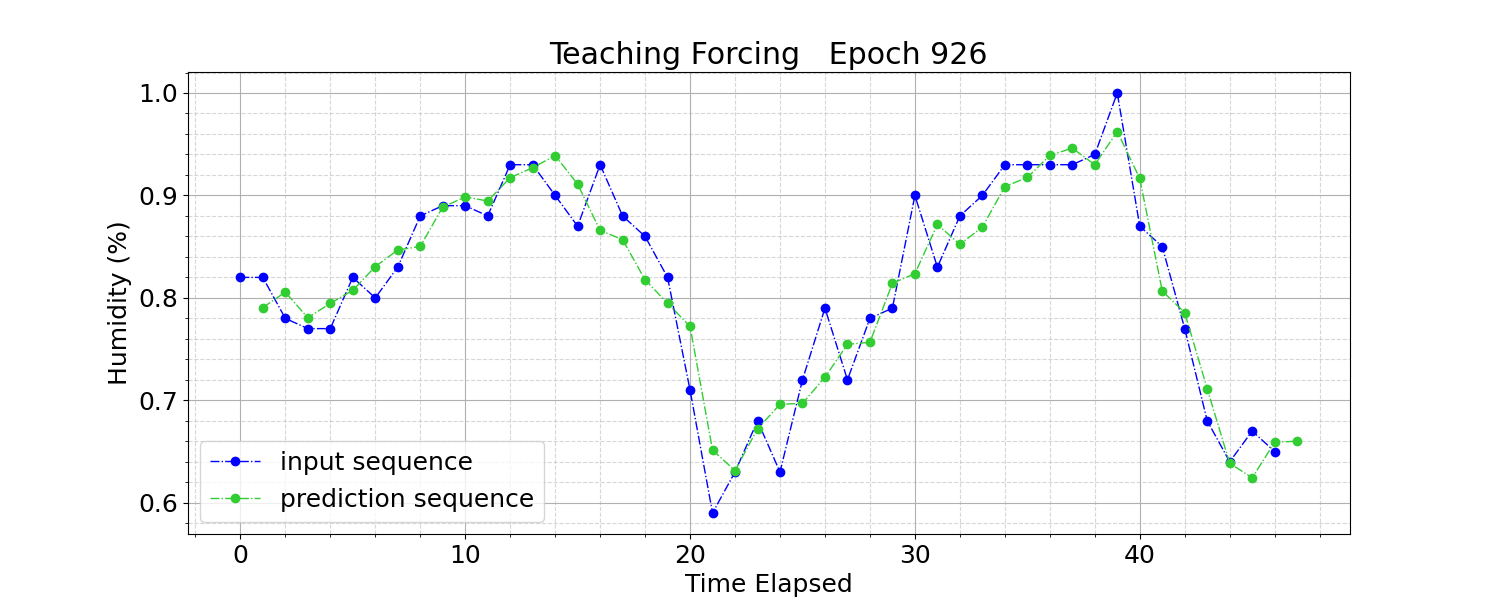 Teaching Forcing   Epoch 926
Humidity (%)
1.0
0.9
0.8
0.7
0.6
input sequence
prediction sequence
0 10 20 30 40
Time Elapsed